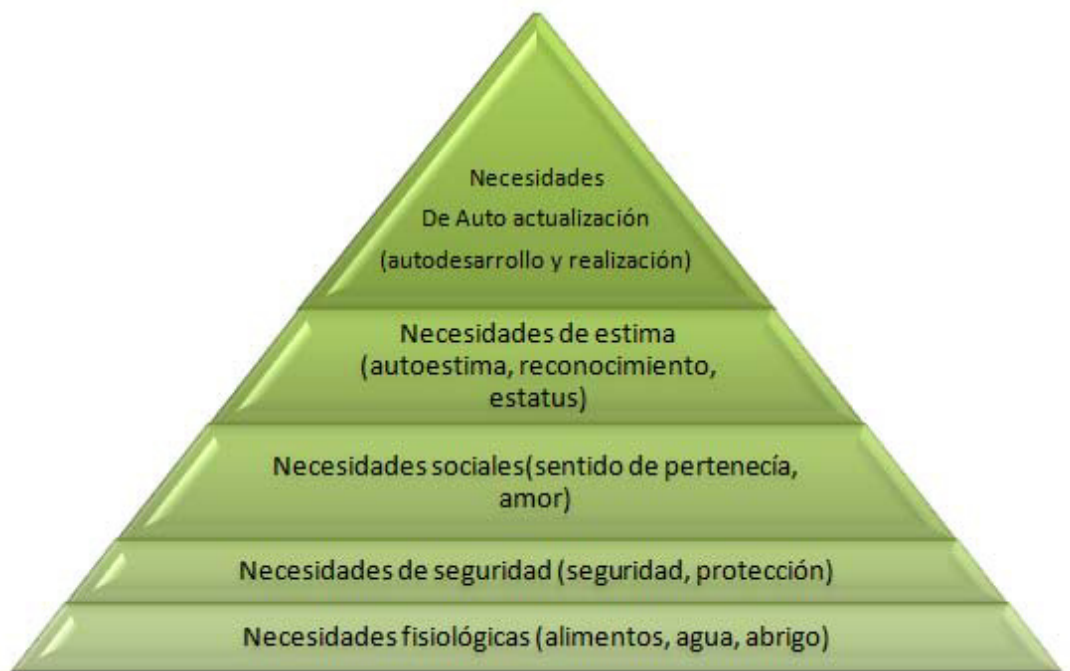 Necesidades
De Auto actualización
(autodesarrollo y realización)
Necesidades de estima
(autoestima, reconocimiento,
estatus)
Necesidades sociales(sentido de pertenecía,
amor)
Necesidades de seguridad (seguridad, protección)
Necesidades fisiológicas (alimentos, agua, abrigo)